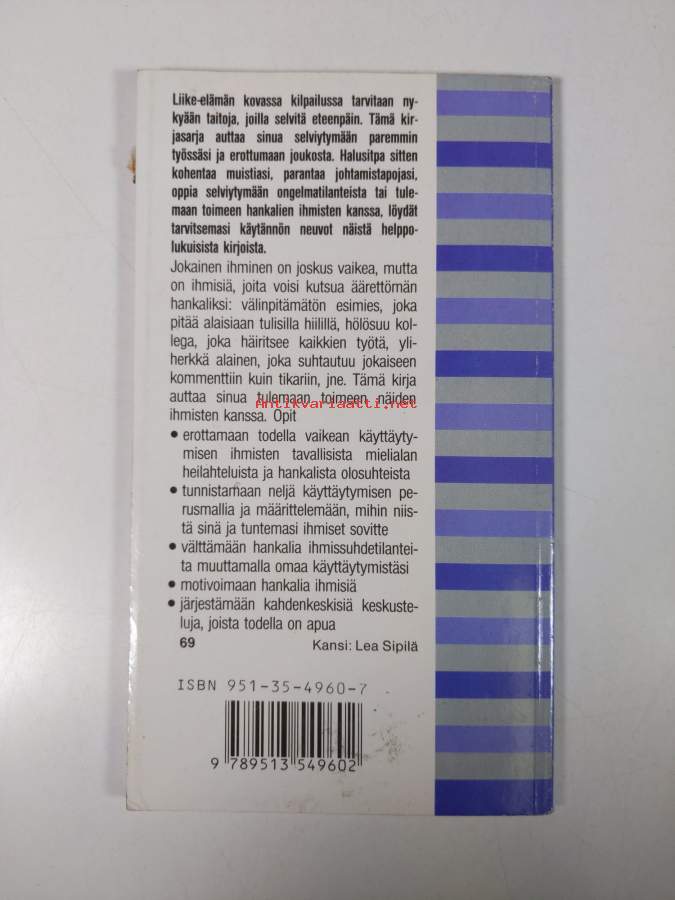 Liike-elämän kovassa kilpailussa tarvitaan ny-
kyään taitoja, joilla selvitä eteenpäin. Tämä kir-
jasarja auttaa sinua selviytymään paremmin
työssäsi ja erottumaan joukosta. Halusitpa sitten
kohentaa muistiasi, parantaa johtamistapojasi,
oppia selviytymään ongelmatilanteista tai tule-
maan toimeen hankalien ihmisten kanssa, löydät
tarvitsemasi käytännön neuvot näistä helppo-
lukuisista kirjoista.
Jokainen ihminen on joskus vaikea, mutta
on ihmisiä, joita voisi kutsua äärettömän
hankaliksi: välinpitämätön esimies, joka
pitää alaisiaan tulisilla hiilillä, hölösuu kol-
lega, joka häiritsee kaikkien työtä, yli-
herkkä alainen, joka suhtautuu jokaiseen
kommenttiin kuin tikariin, jne. Tämä kirja
auttaa sinua tulemaan toimeen näiden
Antikvariaatti.net
ihmisten kanssa. Opit
• erottamaan todella vaikean käyttäyty-
misen ihmisten tavallisista mielialan
heilahteluista ja hankalista olosuhteista
• tunnistamaan neljä käyttäytymisen pe-
rusmallia ja määrittelemään, mihin niis-
tä sinä ja tuntemasi ihmiset sovitte
• välttämään hankalia ihmissuhdetilantei-
ta muuttamalla omaa käyttäytymistäsi
• motivoimaan hankalia ihmisiä
• järjestämään kahdenkeskisiä keskuste-
luja, joista todella on apua
69 Kansi: Lea Sipilä
ISBN 951-35-4960-7
9 789513 549602